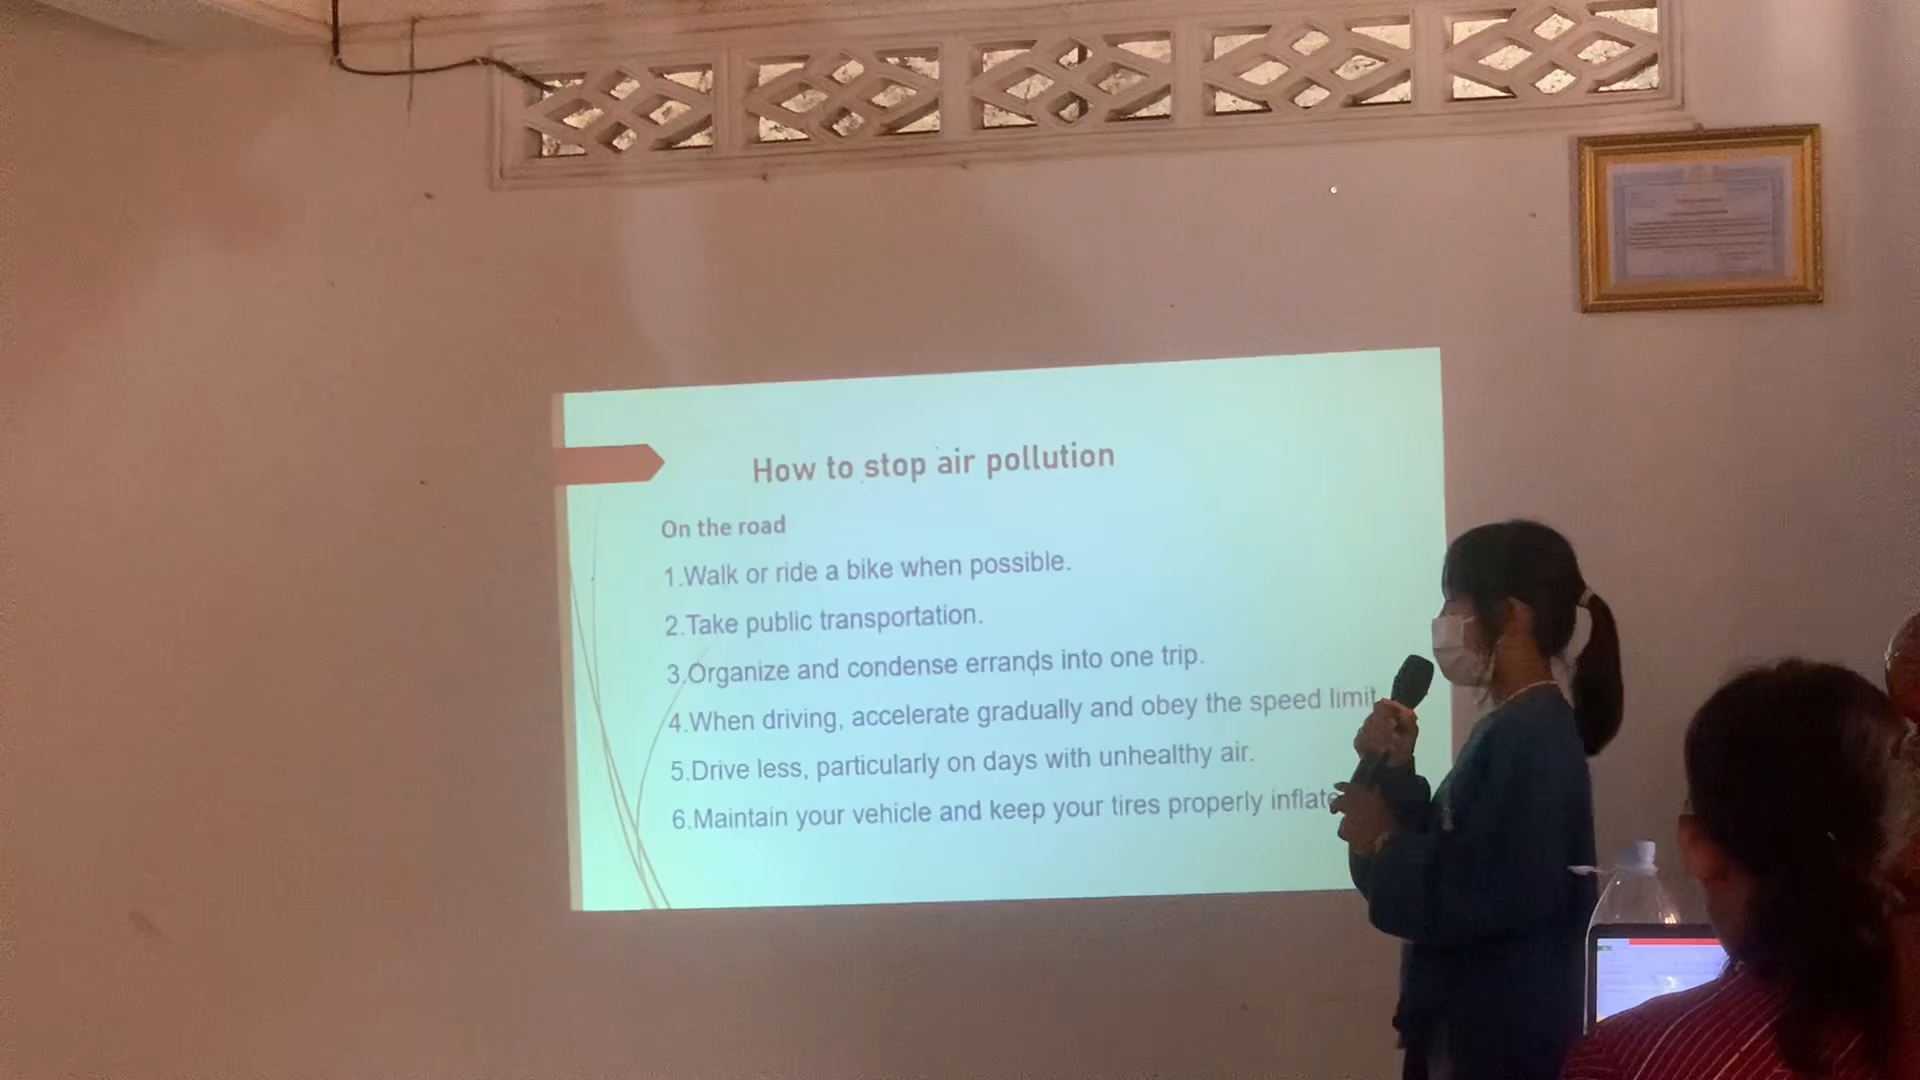 How to stop air pollution
On the road
1.Walk or ride a bike when possible.
2.Take public transportation.
3.Organize and condense errands into one trip.
4.When driving, accelerate gradually and obey the speed limit
5.Drive less, particularly on days with unhealthy air.
6.Maintain your vehicle and keep your tires properly inflate